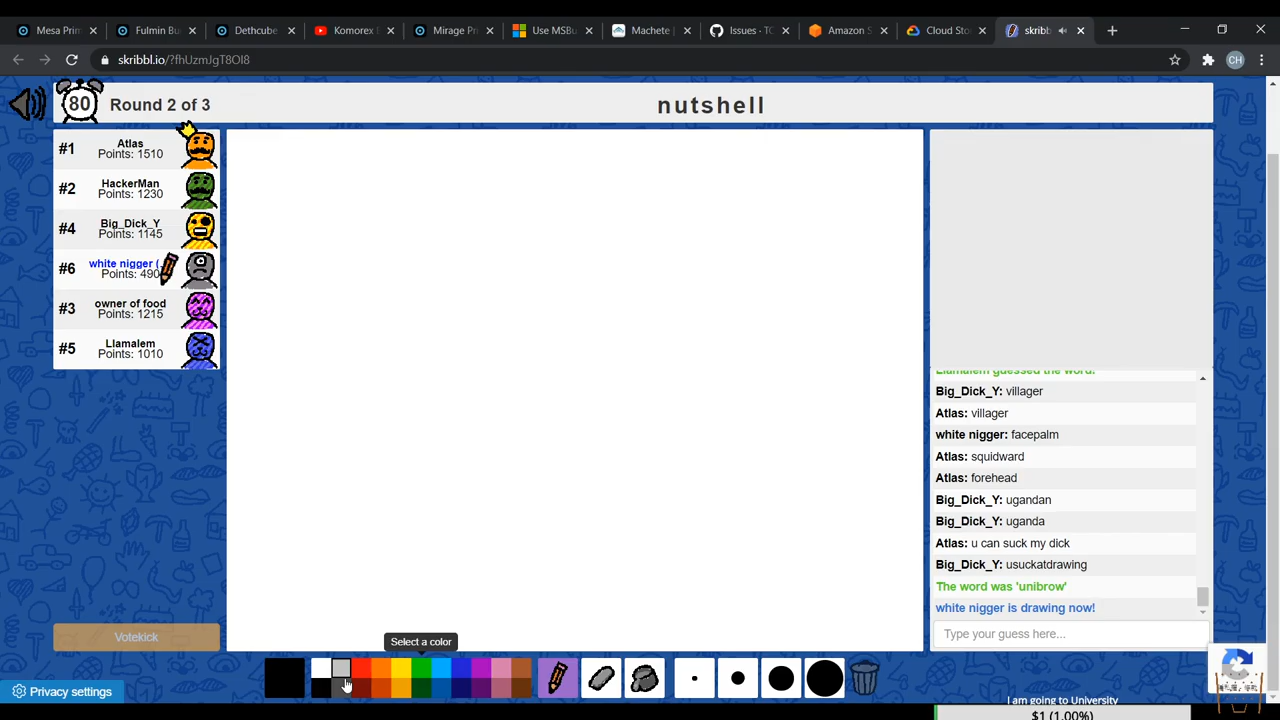 Mesa Prim
Fulmin Bu
Dethcube
Komorex
Mirage Pr
Use MSBu
Machete
Issues · TC
Amazon S
Cloud Sto
skribb
skribbl.io/?fhUzmJgT8OI8
CH
80
Round 2 of 3
nutshell
#1 Atlas
Points: 1510
#2 HackerMan
Points: 1230
#4 Big_Dick_Y
Points: 1145
#6 white nigger (
Points: 490
#3 owner of food
Points: 1215
#5 Llamalem
Points: 1010
Votekick
Llamalem guessed the word!
Big_Dick_Y: villager
Atlas: villager
white nigger: facepalm
Atlas: squidward
Atlas: forehead
Big_Dick_Y: ugandan
Big_Dick_Y: uganda
Atlas: u can suck my dick
Big_Dick_Y: usuckatdrawing
The word was 'unibrow'
white nigger is drawing now!
Type your guess here...
Select a color
Privacy settings
I am going to University
$1 (1.00%)